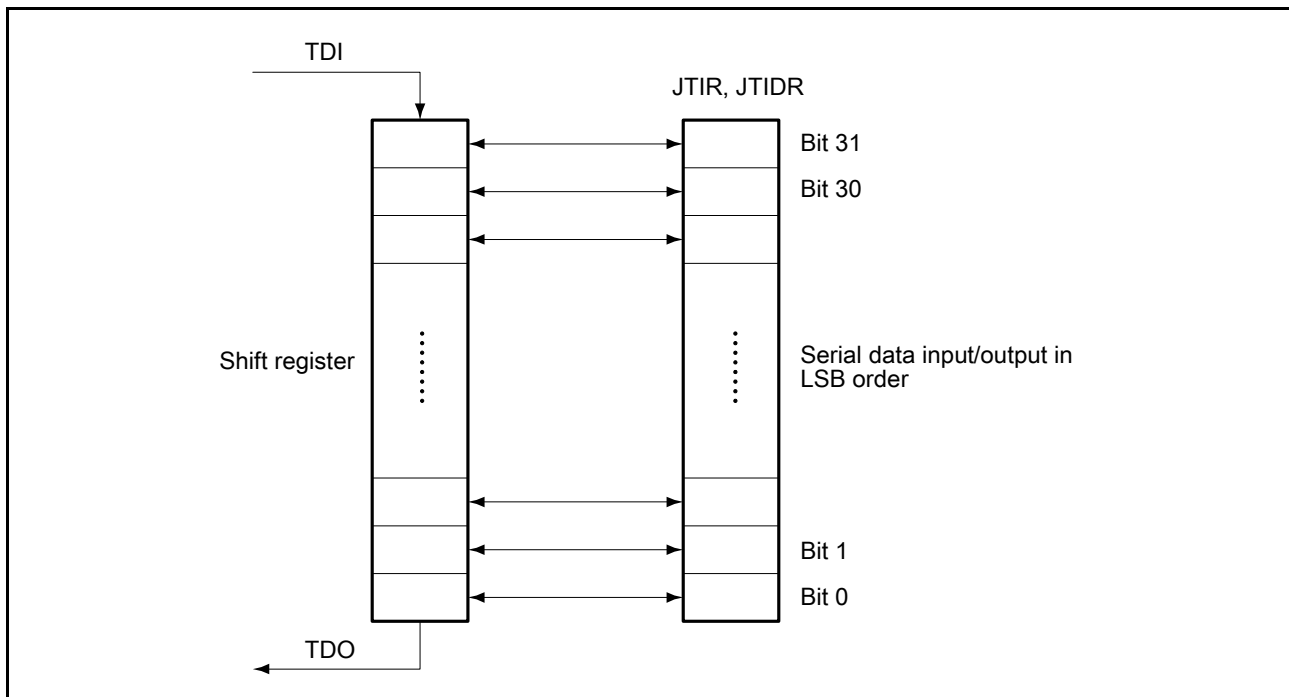 TDI
JTIR, JTIDR
Bit 31
Bit 30
Shift register
Serial data input/output in
LSB order
Bit 1
Bit 0
TDO